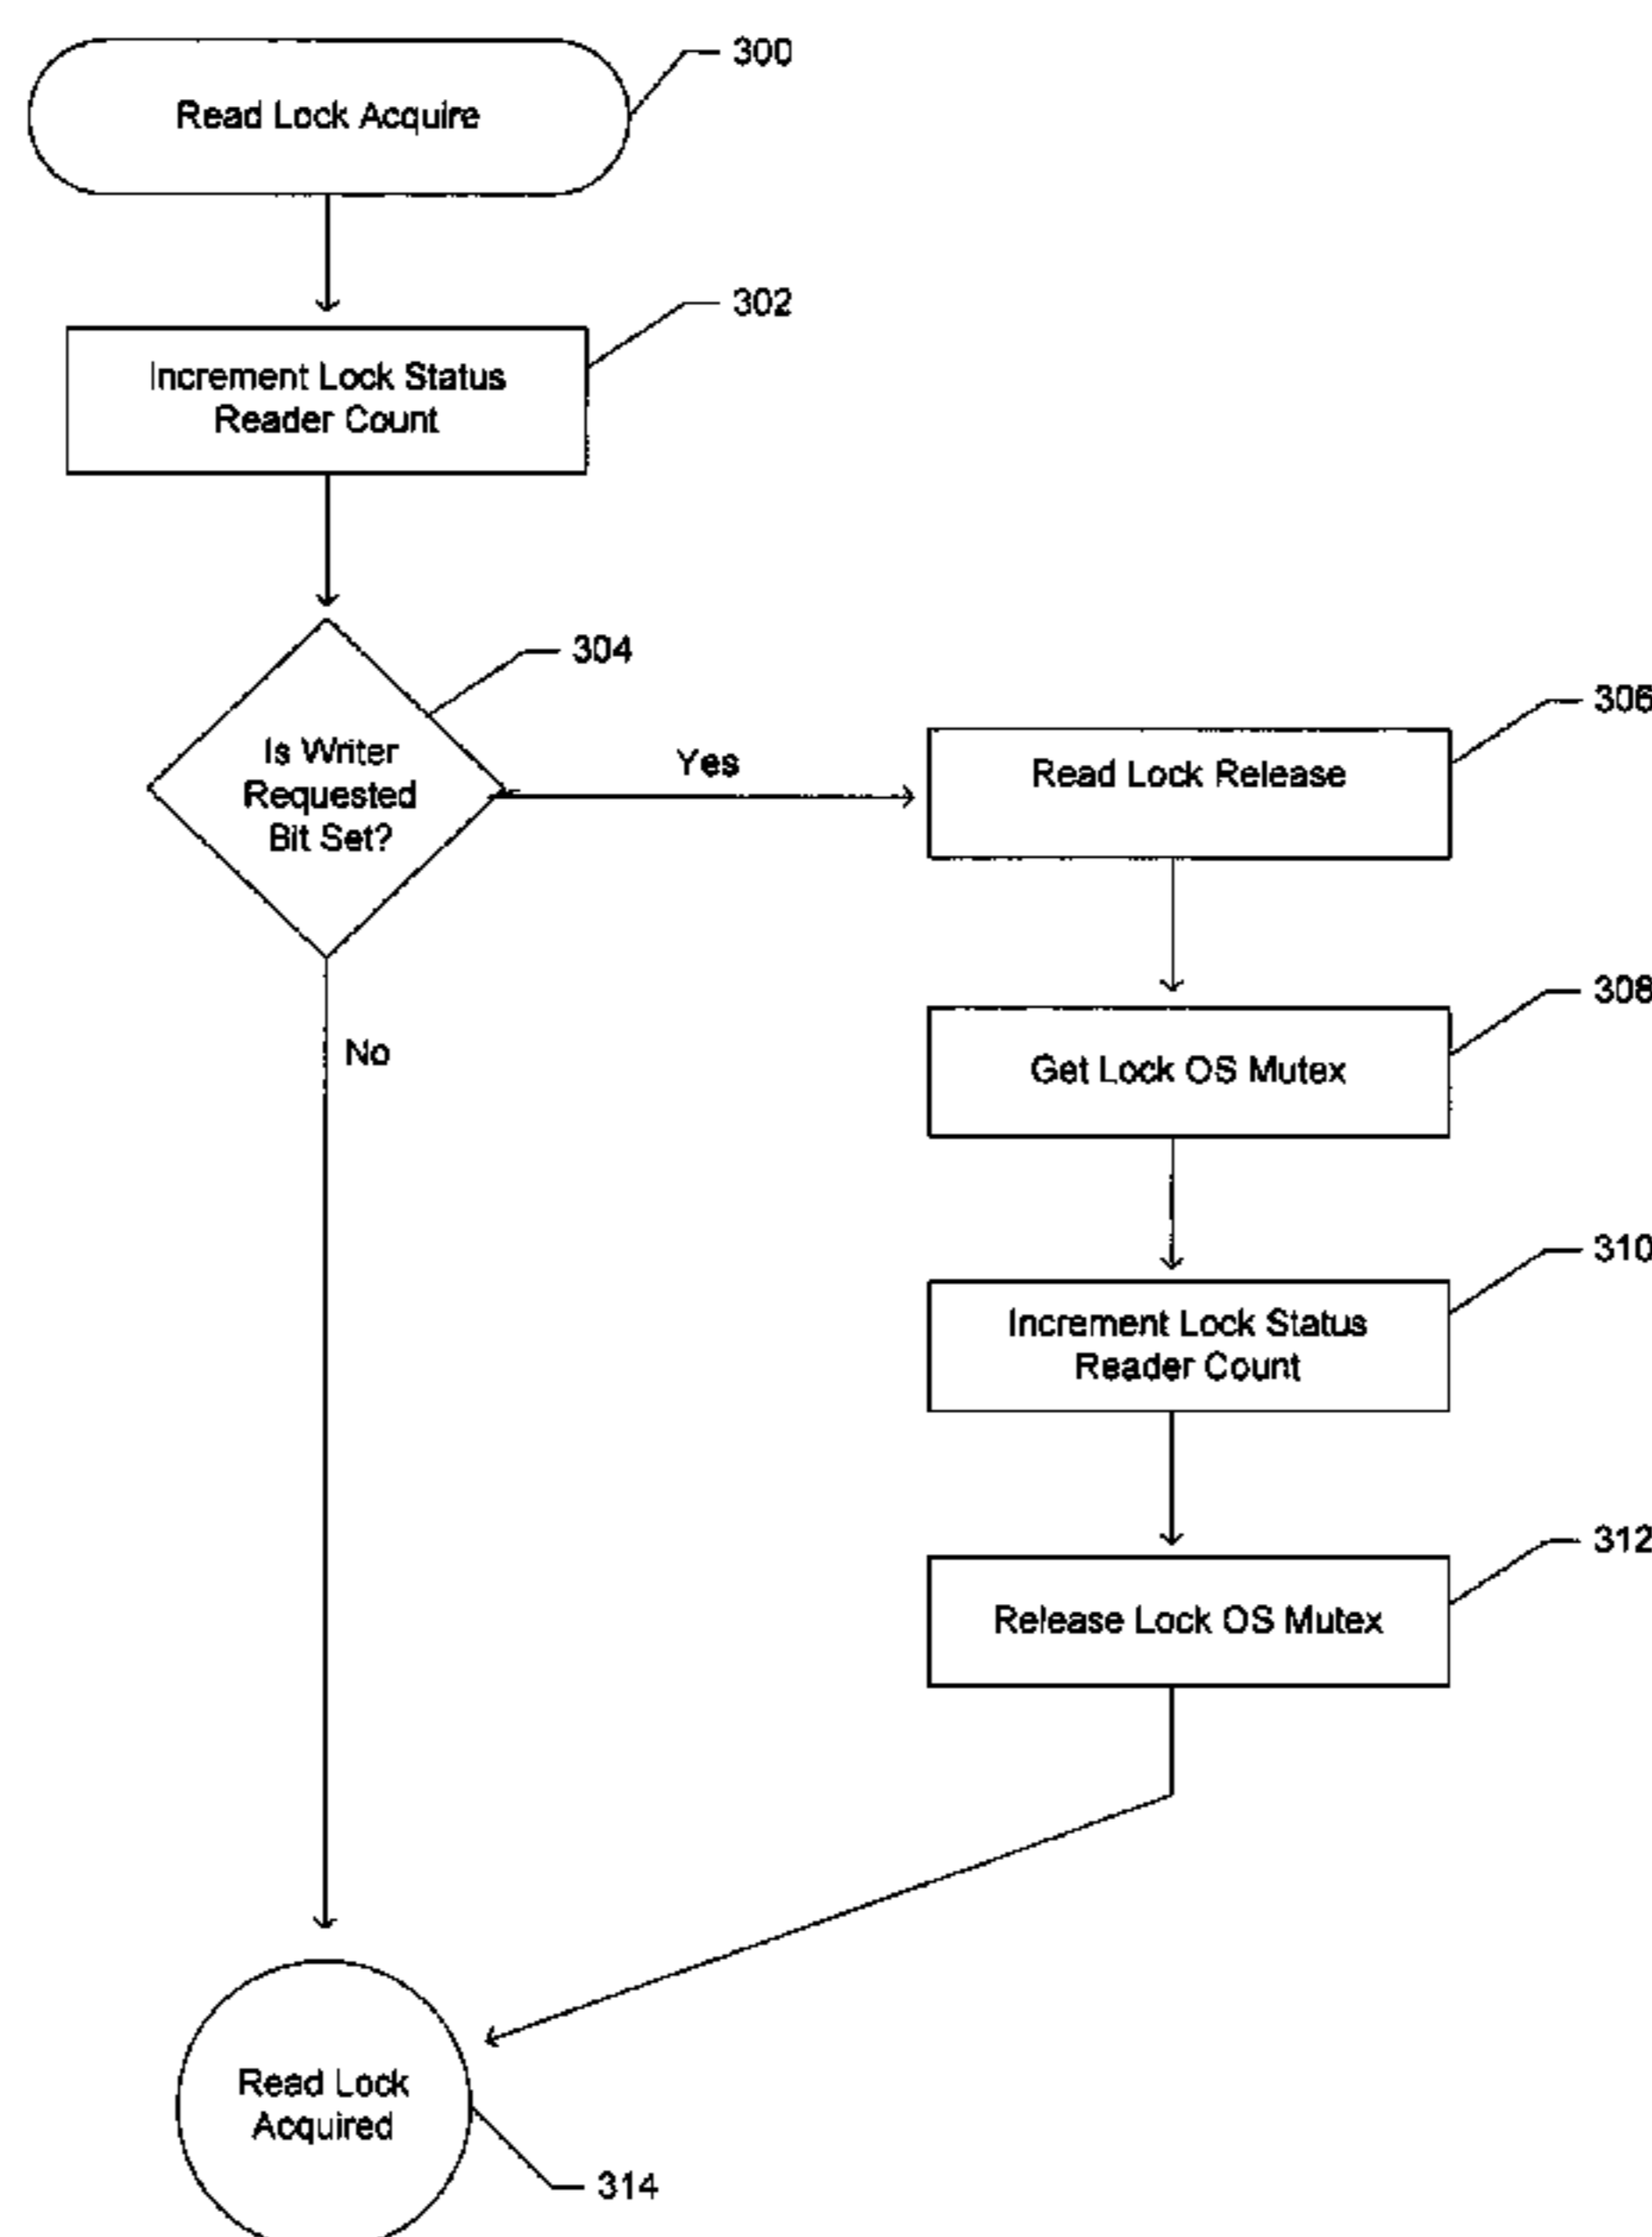 300
Read Lock Acquire
302
Increment Lock Status
Reader Count
304
Is Writer
Requested
Bit Set?
Yes
306
Read Lock Release
308
No
Get Lock OS Mutex
310
Increment Lock Status
Reader Count
312
Release Lock OS Mutex
Read Lock
Acquired
314